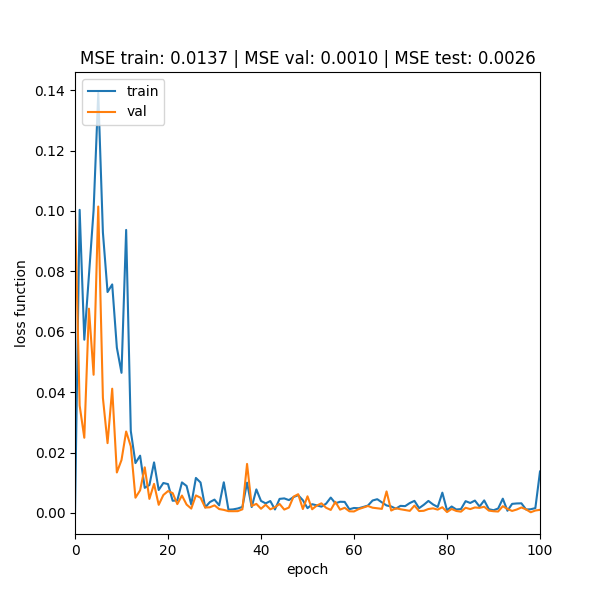 MSE train: 0.0137 | MSE val: 0.0010 | MSE test: 0.0026
train
val
0.14
0.12
0.10
0.08
0.06
0.04
0.02
0.00
loss function
0 20 40 60 80 100
epoch